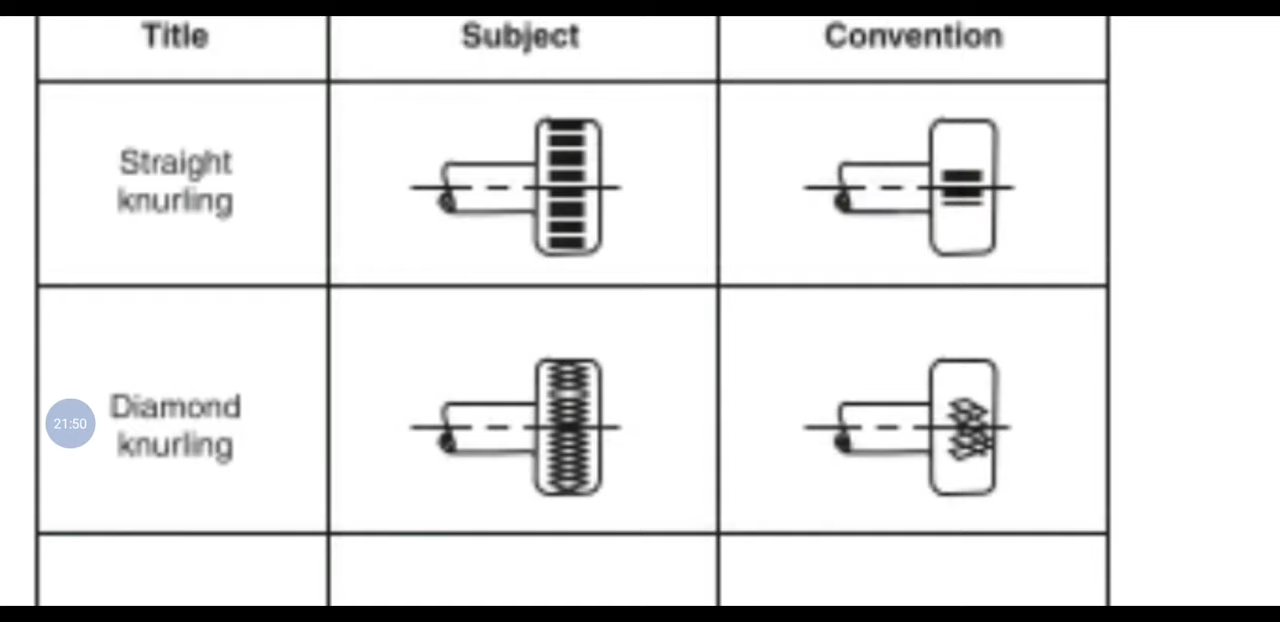 Title Subject Convention
Straight
knurling
21:50
Diamond
knurling